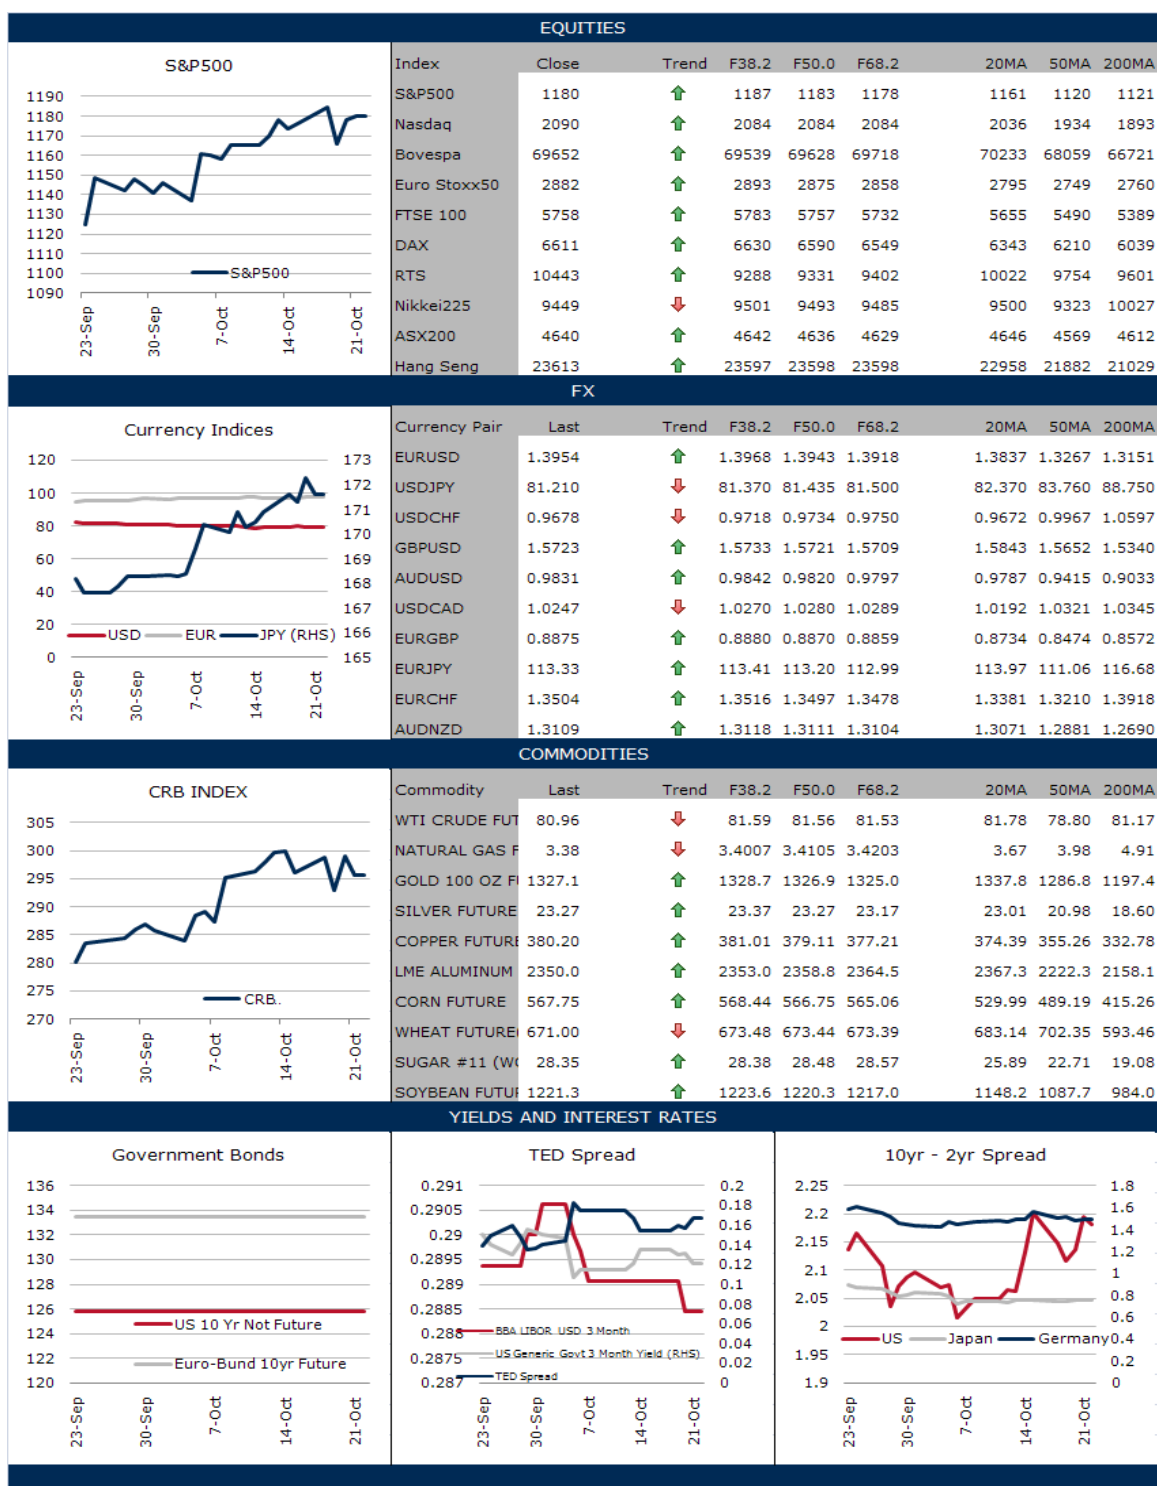 EQUITIES
S&P500
1190
1180
1170
1160
1150
1140
1130
1120
1110
1100
1090
S&P500
23-Sep
30-Sep
7-Oct
14-Oct
21-Oct
Index Close Trend F38.2 F50.0 F68.2 20MA 50MA 200MA
S&P500 1180 1187 1183 1178 1161 1120 1121
Nasdaq 2090 2084 2084 2084 2036 1934 1893
Bovespa 69652 69539 69628 69718 70233 68059 66721
Euro Stoxx50 2882 2893 2875 2858 2795 2749 2760
FTSE 100 5758 5783 5757 5732 5655 5490 5389
DAX 6611 6630 6590 6549 6343 6210 6039
RTS 10443 9288 9331 9402 10022 9754 9601
Nikkei225 9449 9501 9493 9485 9500 9323 10027
ASX200 4640 4642 4636 4629 4646 4569 4612
Hang Seng 23613 23597 23598 23598 22958 21882 21029
FX
Currency Indices
120 173
100 172
171
80 170
60 169
40 168
167
20 166
0 165
USD EUR JPY (RHS)
23-Sep
30-Sep
7-Oct
14-Oct
21-Oct
Currency Pair Last Trend F38.2 F50.0 F68.2 20MA 50MA 200MA
EURUSD 1.3954 1.3968 1.3943 1.3918 1.3837 1.3267 1.3151
USDJPY 81.210 81.370 81.435 81.500 82.370 83.760 88.750
USDCHF 0.9678 0.9718 0.9734 0.9750 0.9672 0.9967 1.0597
GBPUSD 1.5723 1.5733 1.5721 1.5709 1.5843 1.5652 1.5340
AUDUSD 0.9831 0.9842 0.9820 0.9797 0.9787 0.9415 0.9033
USDCAD 1.0247 1.0270 1.0280 1.0289 1.0192 1.0321 1.0345
EURGBP 0.8875 0.8880 0.8870 0.8859 0.8734 0.8474 0.8572
EURJPY 113.33 113.41 113.20 112.99 113.97 111.06 116.68
EURCHF 1.3504 1.3516 1.3497 1.3478 1.3381 1.3210 1.3918
AUDNZD 1.3109 1.3118 1.3111 1.3104 1.3071 1.2881 1.2690
COMMODITIES
CRB INDEX
305
300
295
290
285
280
275
270
CRB..
23-Sep
30-Sep
7-Oct
14-Oct
21-Oct
Commodity Last Trend F38.2 F50.0 F68.2 20MA 50MA 200MA
WTI CRUDE FUT 80.96 81.59 81.56 81.53 81.78 78.80 81.17
NATURAL GAS F 3.38 3.4007 3.4105 3.4203 3.67 3.98 4.91
GOLD 100 OZ FU 1327.1 1328.7 1326.9 1325.0 1337.8 1286.8 1197.4
SILVER FUTURE 23.27 23.37 23.27 23.17 23.01 20.98 18.60
COPPER FUTURE 380.20 381.01 379.11 377.21 374.39 355.26 332.78
LME ALUMINUM 2350.0 2353.0 2358.8 2364.5 2367.3 2222.3 2158.1
CORN FUTURE 567.75 568.44 566.75 565.06 529.99 489.19 415.26
WHEAT FUTURE( 671.00 673.48 673.44 673.39 683.14 702.35 593.46
SUGAR #11 (WO 28.35 28.38 28.48 28.57 25.89 22.71 19.08
SOYBEAN FUTUR 1221.3 1223.6 1220.3 1217.0 1148.2 1087.7 984.0
YIELDS AND INTEREST RATES
Government Bonds
136
134
132
130
128
126
124
122
120
US 10 Yr Not Future
Euro-Bund 10yr Future
23-Sep
30-Sep
7-Oct
14-Oct
21-Oct
TED Spread
0.291 0.2
0.2905 0.18
0.16
0.29 0.14
0.2895 0.12
0.289 0.1
0.2885 0.08
0.288 0.06
0.04
0.2875 0.02
0.287 0
BBA LIBOR USD 3 Month
US Generic Govt 3 Month Yield (RHS)
TED Spread
23-Sep
30-Sep
7-Oct
14-Oct
21-Oct
10yr - 2yr Spread
2.25 1.8
2.2 1.6
1.4
2.15 1.2
2.1 1
2.05 0.8
2 0.6
0.4
1.95 0.2
1.9 0
US Japan Germany
23-Sep
30-Sep
7-Oct
14-Oct
21-Oct